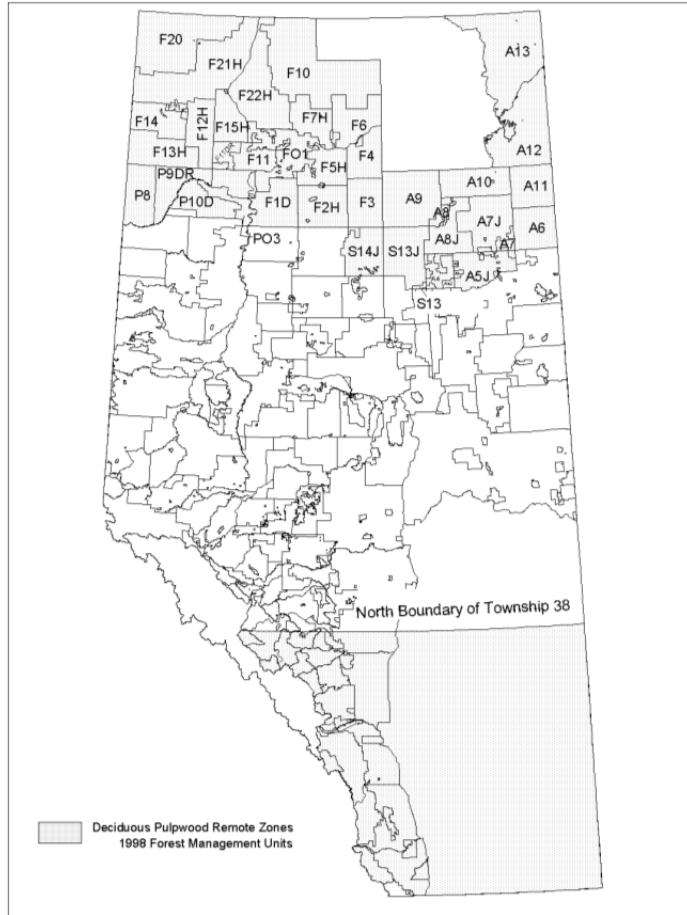 F20
A13
F21H
F10
F22H
F14
F12H
F15H
F7H
F6
A12
F13H
F11
FO1
F5H
F4
P9DR
A10
A11
P8
P10D
F1D
F2H
F3
A9
A8
A7J
A6
PO3
S14J
S13J
A8J
A7
A5J
S13
North Boundary of Township 38
Deciduous Pulpwood Remote Zones
1998 Forest Management Units